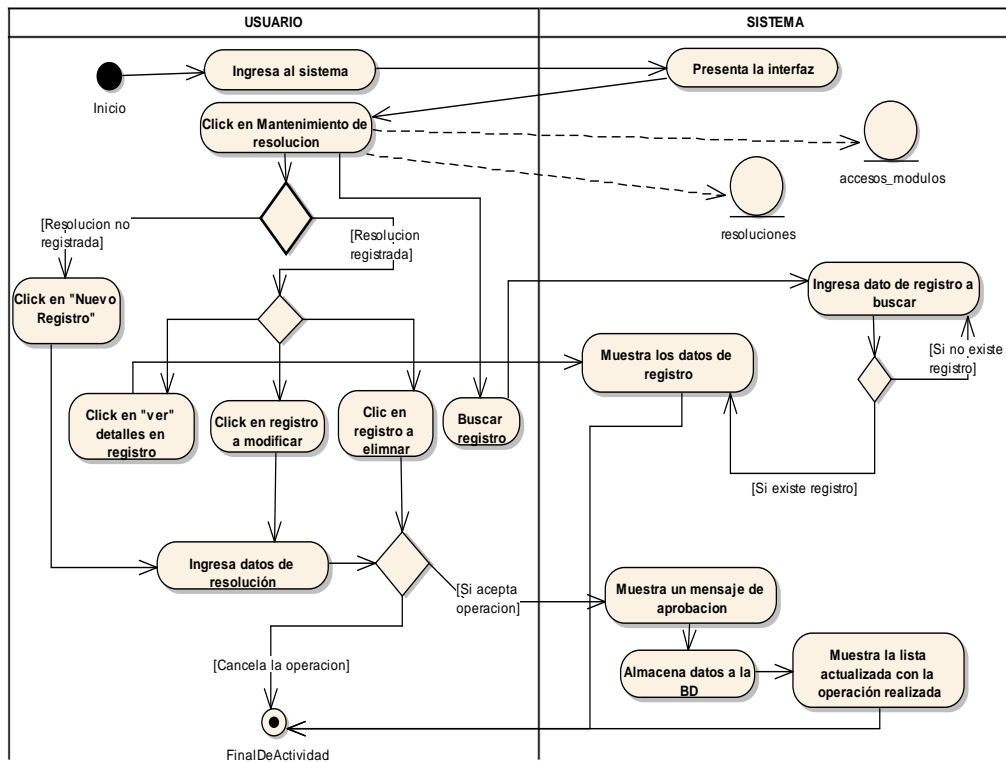 USUARIO
SISTEMA
Inicio
Ingresa al sistema
Presenta la interfaz
Click en Mantenimiento de
resolucion
accesos_modulos
resoluciones
[Resolucion no
registrada]
[Resolucion
registrada]
Click en "Nuevo
Registro"
Ingresa dato de registro a
buscar
[Si no existe
registro]
Muestra los datos de
registro
Click en "ver"
detalles en
registro
Click en registro
a modificar
Clic en
registro a
elimnar
Buscar
registro
[Si existe registro]
Ingresa datos de
resolución
[Si acepta
operacion]
Muestra un mensaje de
aprobacion
[Cancela la operacion]
Almacena datos a la
BD
Muestra la lista
actualizada con la
operación realizada
FinalDeActividad